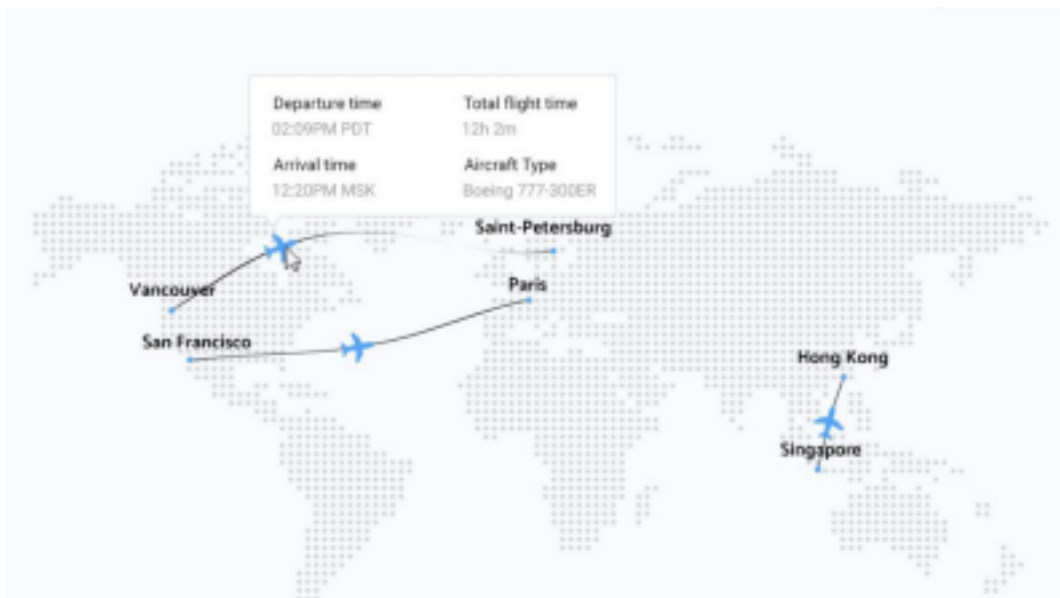 Departure time
Total flight time
02:09PM PDT
12h 2m
Arrival time
Aircraft Type
12:20PM MSK
Boeing 777-300ER
Saint-Petersburg
Vancouver
Paris
San Francisco
Hong Kong
Singapore